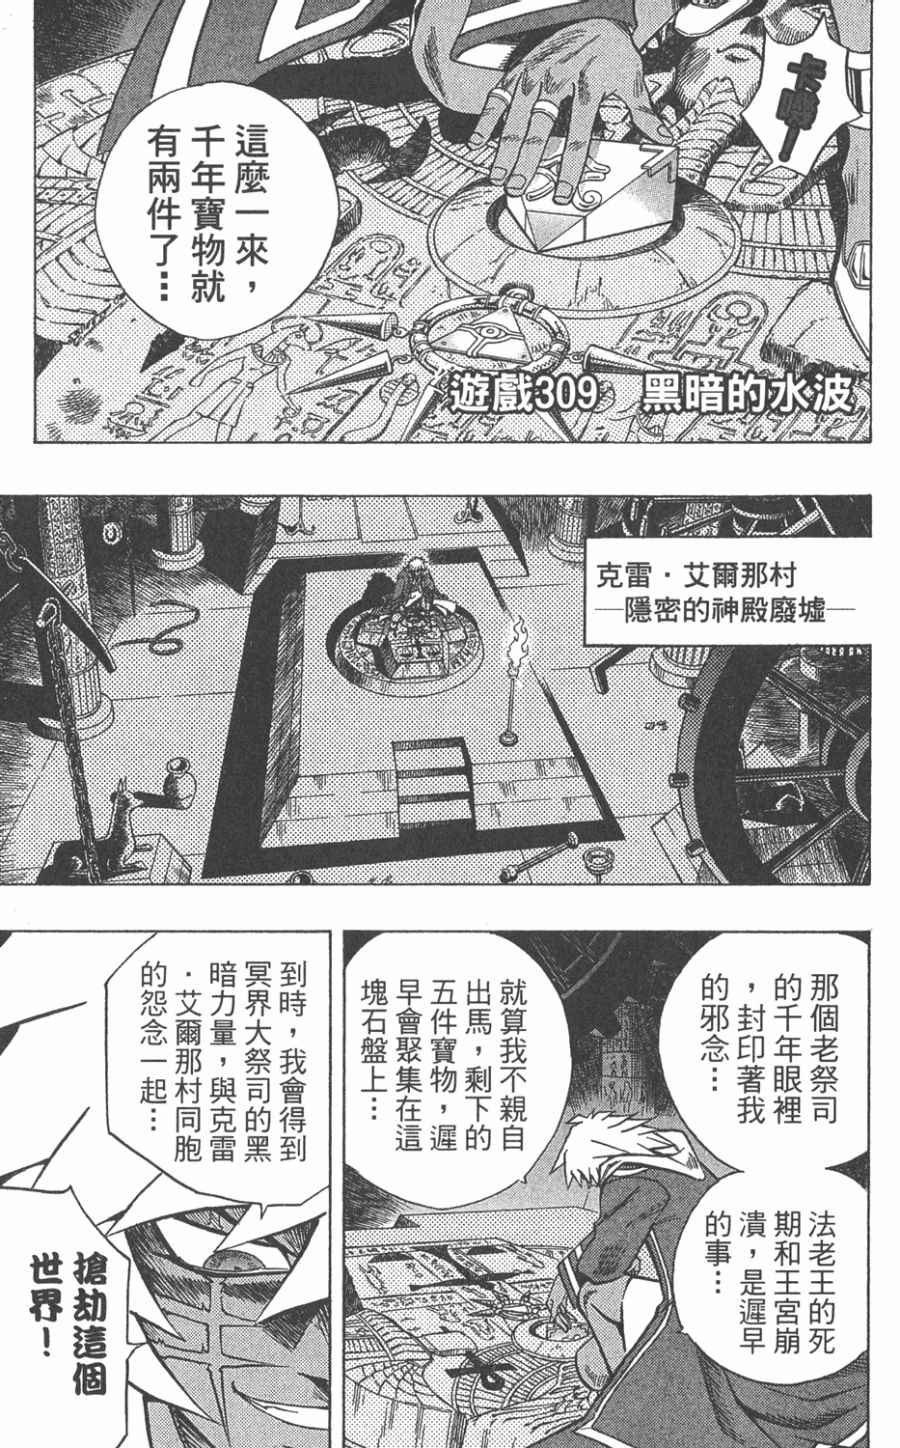 卡嘰！
這麼一來，
千年寶物就
有兩件了…
遊戲309　黑暗的水波
克雷．艾爾那村
─隱密的神殿廢墟─
那個老祭司
的千年眼裡
，封印著我
的邪念…
法老王的死
期和王宮崩
潰，是遲早
的事…
就算我不親自
出馬，剩下的
五件寶物，遲
早會聚集在這
塊石盤上…
到時，我會得到
冥界大祭司的黑
暗力量，與克雷
．艾爾那村同胞
的怨念一起…
搶劫這個
世界！